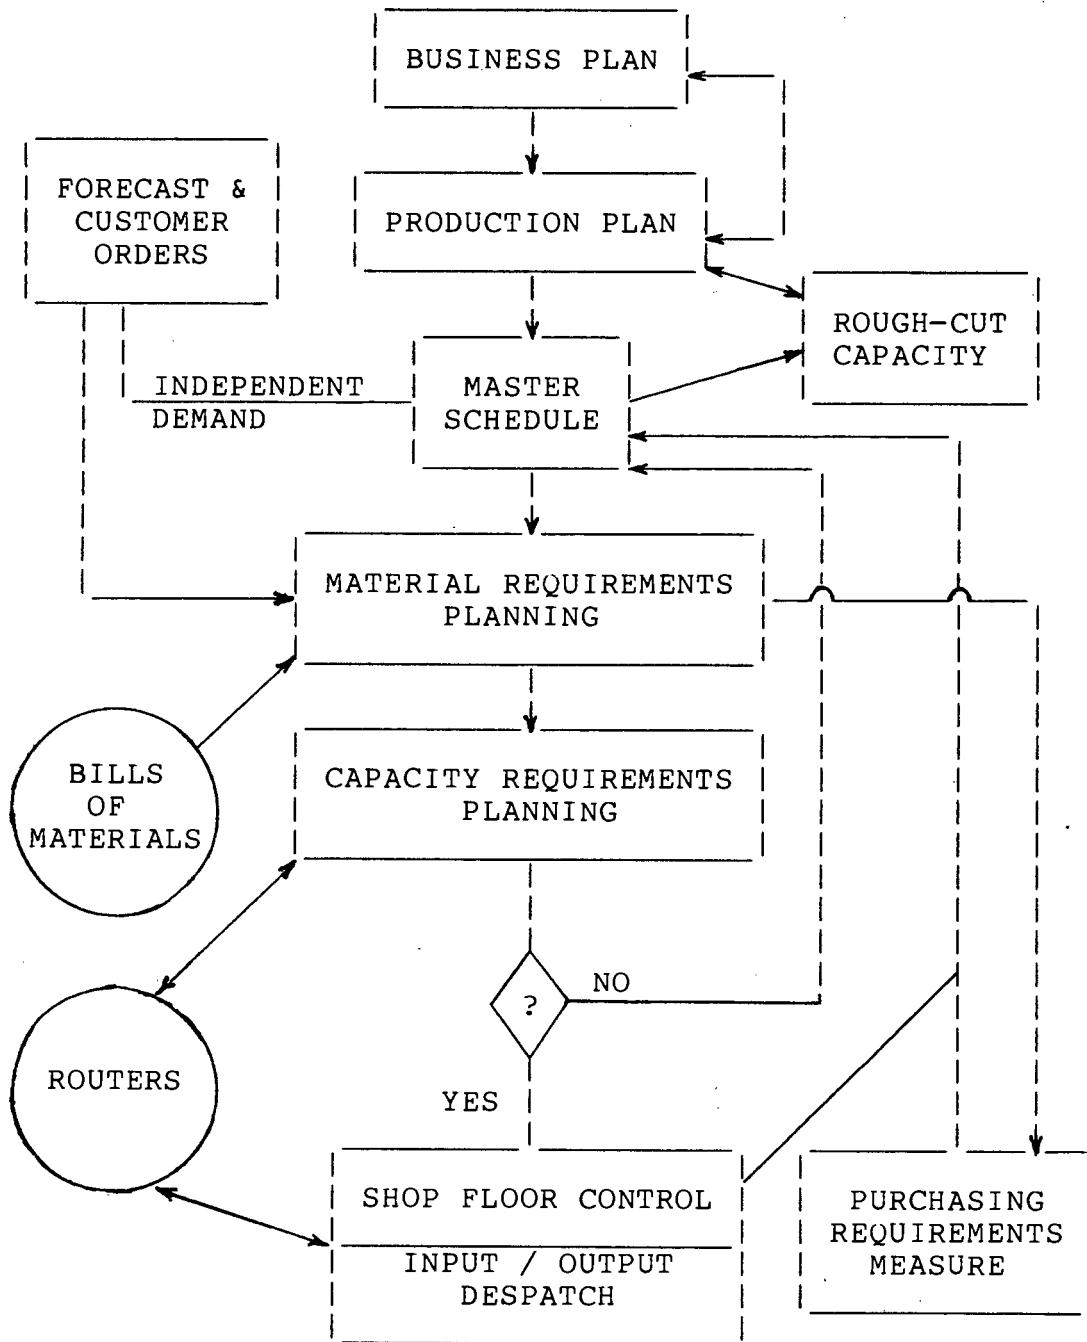 BUSINESS PLAN
FORECAST &
CUSTOMER
ORDERS
PRODUCTION PLAN
ROUGH-CUT
CAPACITY
INDEPENDENT
DEMAND
MASTER
SCHEDULE
MATERIAL REQUIREMENTS
PLANNING
BILLS
OF
MATERIALS
CAPACITY REQUIREMENTS
PLANNING
?
NO
ROUTERS
YES
SHOP FLOOR CONTROL
INPUT / OUTPUT
DESPATCH
PURCHASING
REQUIREMENTS
MEASURE